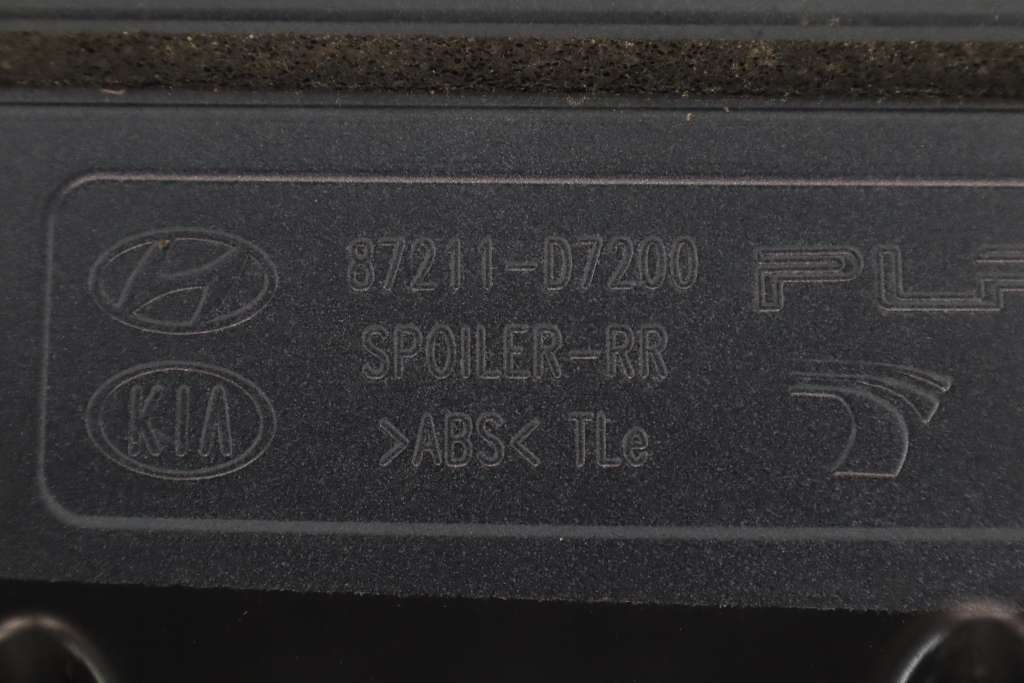 87211-D7200
SPOILER-RR
KIA
>ABS< TLe